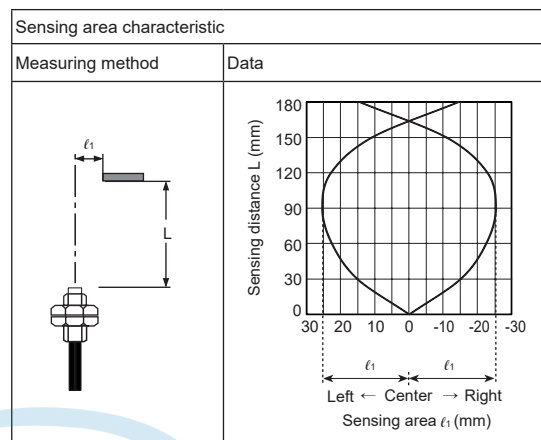 Sensing area characteristic
Measuring method Data
ℓ1
L
Sensing distance L (mm)
180
150
120
90
60
30
0
30 20 10 0 -10 -20 -30
ℓ1 ℓ1
Left ← Center → Right
Sensing area ℓ1 (mm)